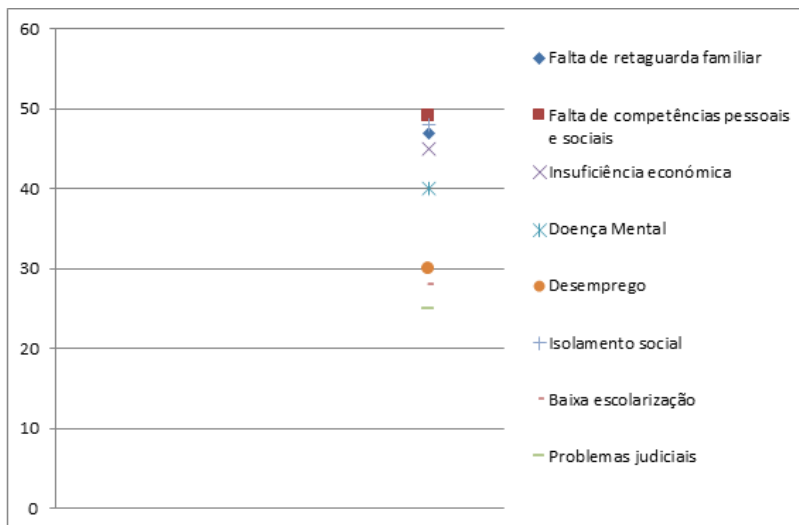 60
50
40
30
20
10
0
Falta de retaguarda familiar
Falta de competências pessoais
e sociais
Insuficiência económica
Doença Mental
Desemprego
Isolamento social
Baixa escolarização
Problemas judiciais